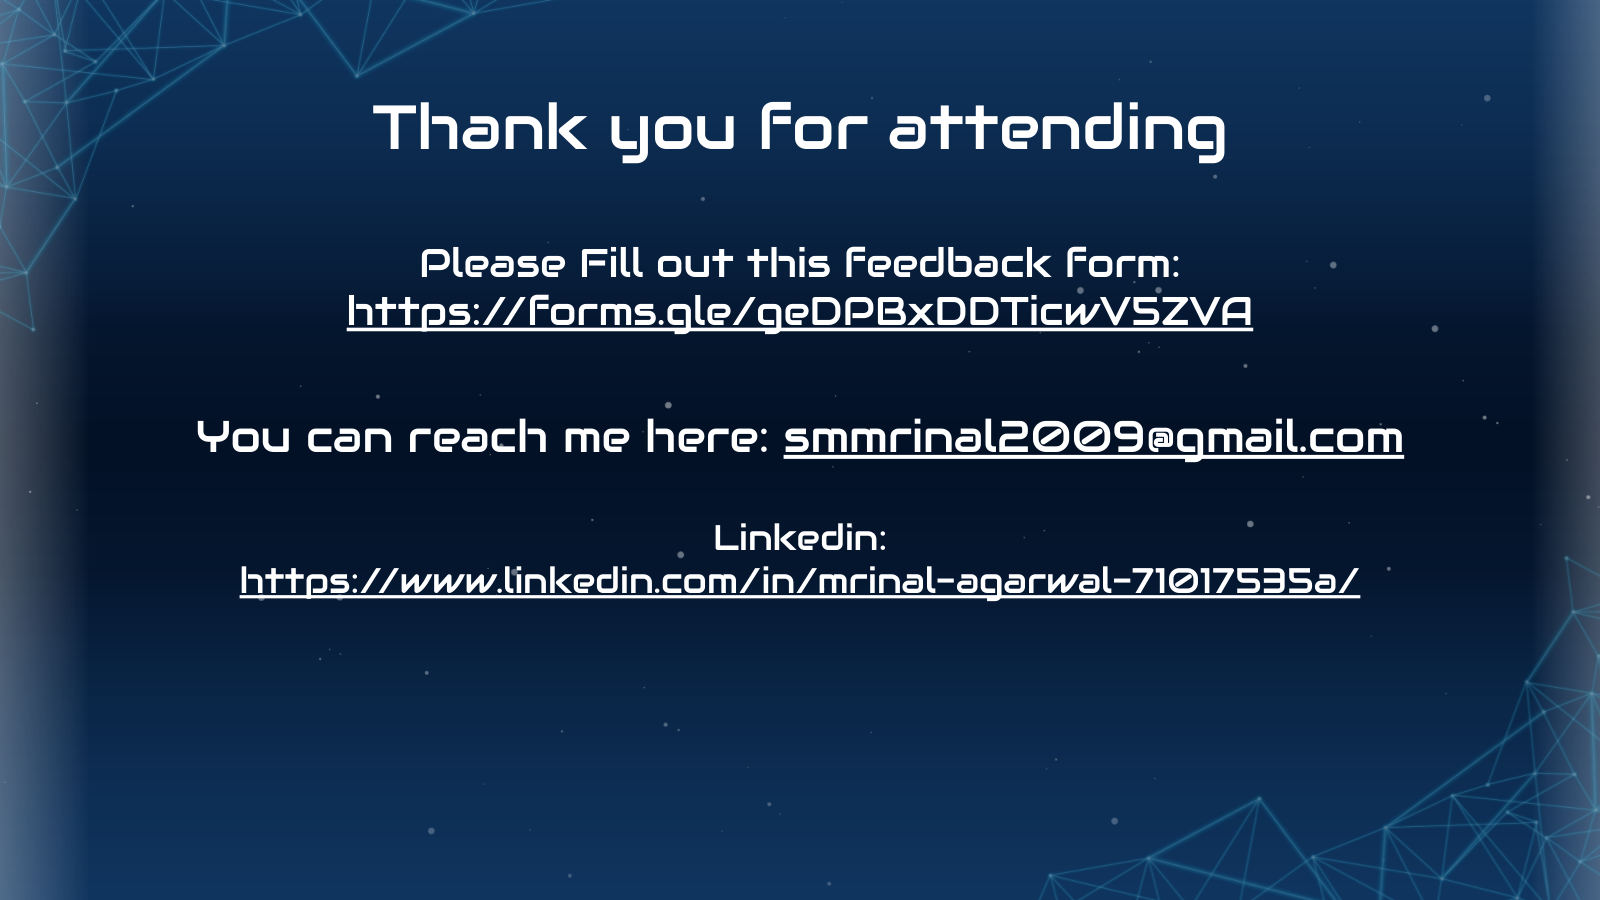 Thank you for attending
Please Fill out this feedback form:
https://forms.gle/geDPBxDDTicwV5ZVA
You can reach me here: smmrinal2009@gmail.com
Linkedin:
https://www.linkedin.com/in/mrinal-agarwal-71017535a/